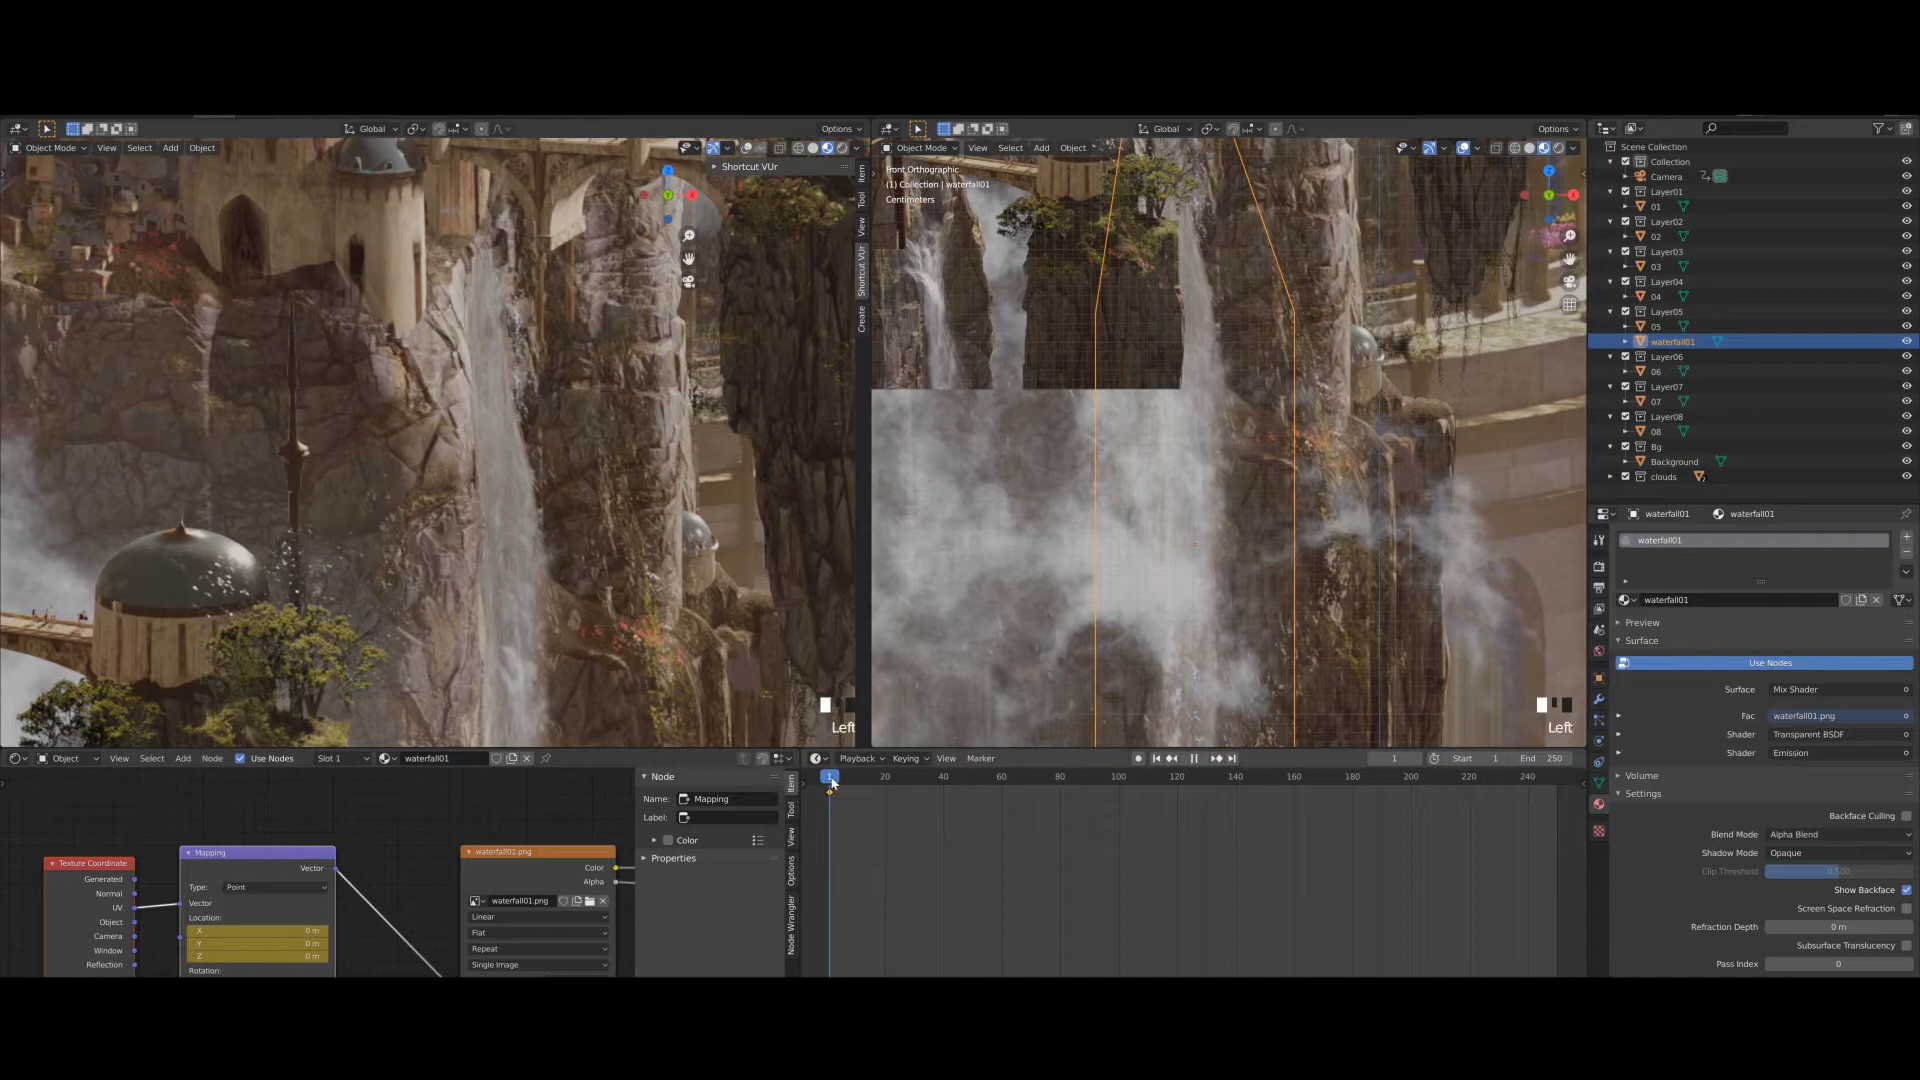 Global
Options
Global
Options
Object Mode
View
Select
Add
Object
Object Mode
View
Select
Add
Object
Shortcut VUr
Front Orthographic
(1) Collection | waterfall01
Centimeters
Item
Tool
View
Shortcut VUr
Create
Left
Left
Scene Collection
Collection
Camera
Layer01
01
Layer02
02
Layer03
03
Layer04
04
Layer05
05
waterfall01
Layer06
06
Layer07
07
Layer08
08
Bg
Background
clouds
2
waterfall01
waterfall01
waterfall01
waterfall01
Preview
Surface
Use Nodes
Surface
Mix Shader
Fac
waterfall01.png
Shader
Transparent BSDF
Shader
Emission
Volume
Settings
Backface Culling
Blend Mode
Alpha Blend
Shadow Mode
Opaque
Clip Threshold
0.500
Show Backface
Screen Space Refraction
Refraction Depth
0 m
Subsurface Translucency
Pass Index
0
Object
View
Select
Add
Node
Use Nodes
Slot 1
waterfall01
Node
Name:
Mapping
Label:
Color
Properties
Item
Tool
View
Options
Node Wrangler
Texture Coordinate
Generated
Normal
UV
Object
Camera
Window
Reflection
Mapping
Vector
Type:
Point
Vector
Location:
X 0 m
Y 0 m
Z 0 m
Rotation:
waterfall01.png
Color
Alpha
waterfall01.png
Linear
Flat
Repeat
Single Image
Playback
Keying
View
Marker
1
Start 1
End 250
1 20 40 60 80 100 120 140 160 180 200 220 240